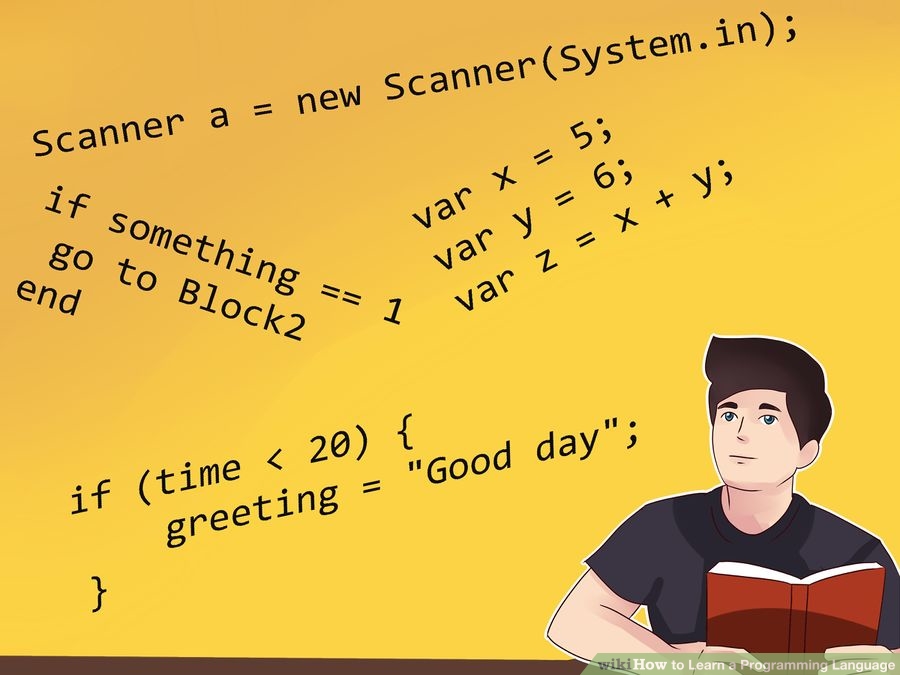 Scanner a = new Scanner(System.in);
if something == 1
go to Block2
end
var x = 5;
var y = 6;
var z = x + y;
if (time < 20) {
greeting = "Good day";
}
wikiHow to Learn a Programming Language